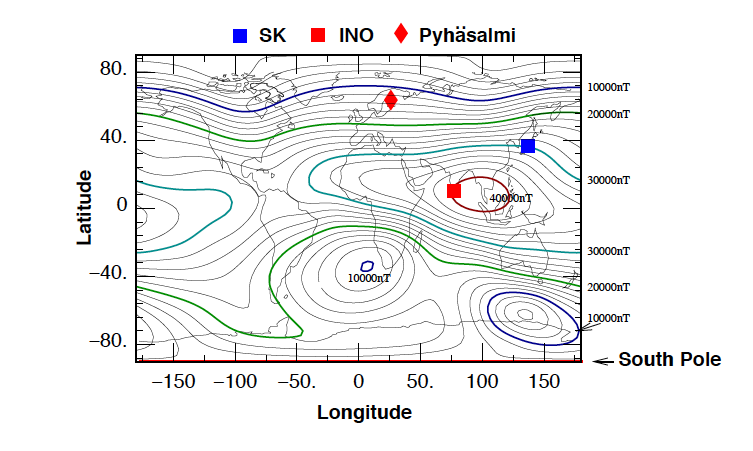 SK INO Pyhäsalmi
80.
10000nT
20000nT
40.
30000nT
40000nT
0
30000nT
−40.
10000nT
20000nT
10000nT
−80.
South Pole
−150 −100 −50. 0 50. 100 150
Latitude
Longitude